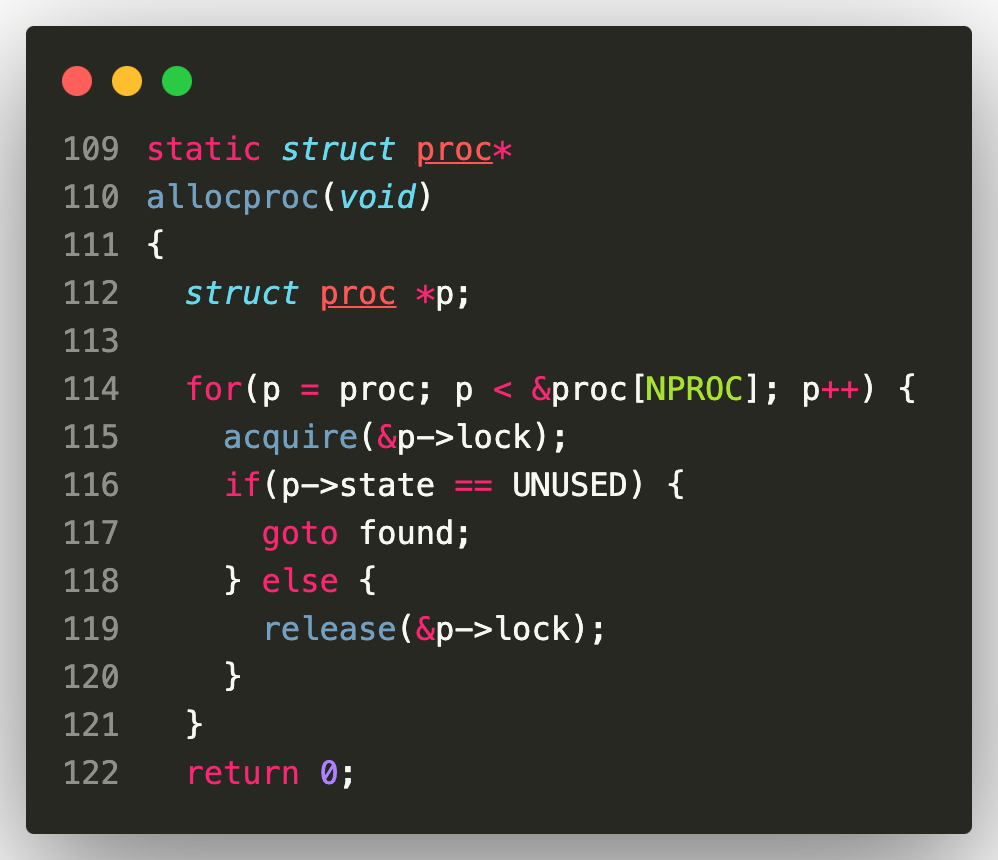 109 static struct proc*
110 allocproc(void)
111 {
112   struct proc *p;
113
114   for(p = proc; p < &proc[NPROC]; p++) {
115     acquire(&p->lock);
116     if(p->state == UNUSED) {
117       goto found;
118     } else {
119       release(&p->lock);
120     }
121   }
122   return 0;